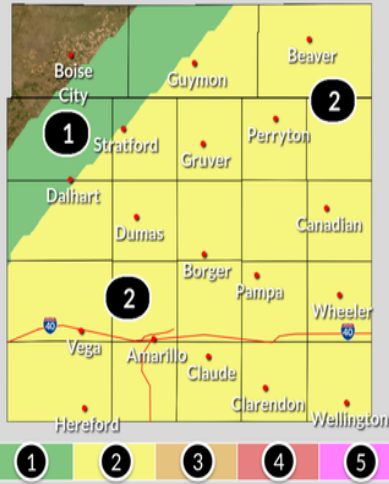 Beaver
Boise
City
Guymon
2
1
Stratford
Perryton
Gruver
Dalhart
Dumas
Canadian
Borger
Pampa
2
Wheeler
40
40
Vega
Amarillo
Claude
Clarendon
Hereford
Wellington
1 2 3 4 5